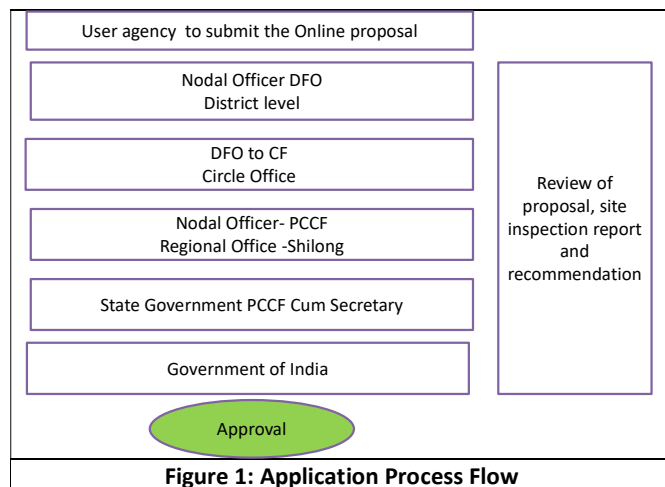 User agency to submit the Online proposal
Nodal Officer DFO
District level
DFO to CF
Circle Office
Nodal Officer- PCCF
Regional Office -Shilong
State Government PCCF Cum Secretary
Government of India
Approval
Review of
proposal, site
inspection report
and
recommendation
Figure 1: Application Process Flow